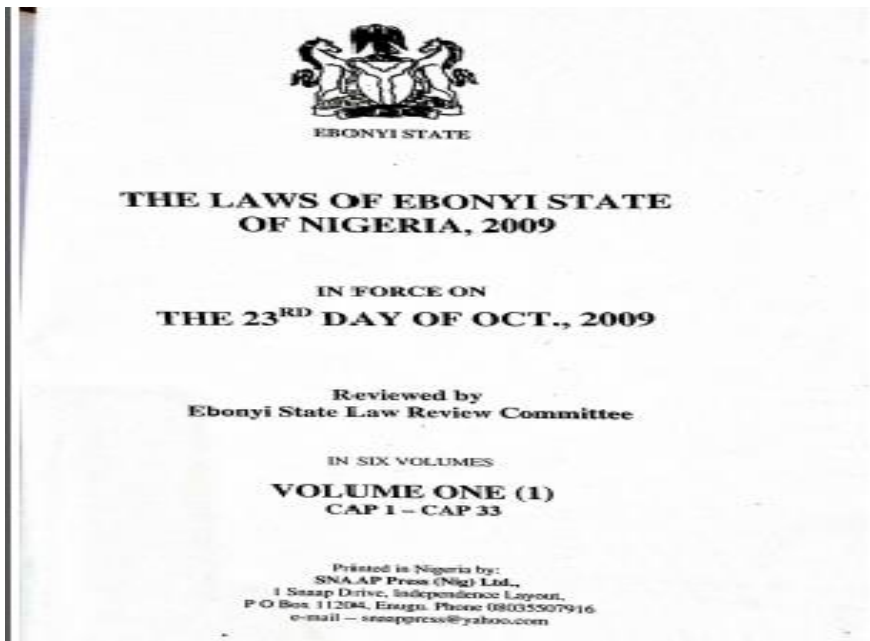 EBONYI STATE
THE LAWS OF EBONYI STATE
OF NIGERIA, 2009
IN FORCE ON
THE 23RD DAY OF OCT., 2009
Reviewed by
Ebonyi State Law Review Committee
IN SIX VOLUMES
VOLUME ONE (1)
CAP 1 – CAP 33
Printed in Nigeria by:
SNAAP Press (Nig) Ltd.,
1 Snaap Drive, Independence Layout,
P O Box 11204, Enugu. Phone 08035507916
e-mail – snaappress@yahoo.com